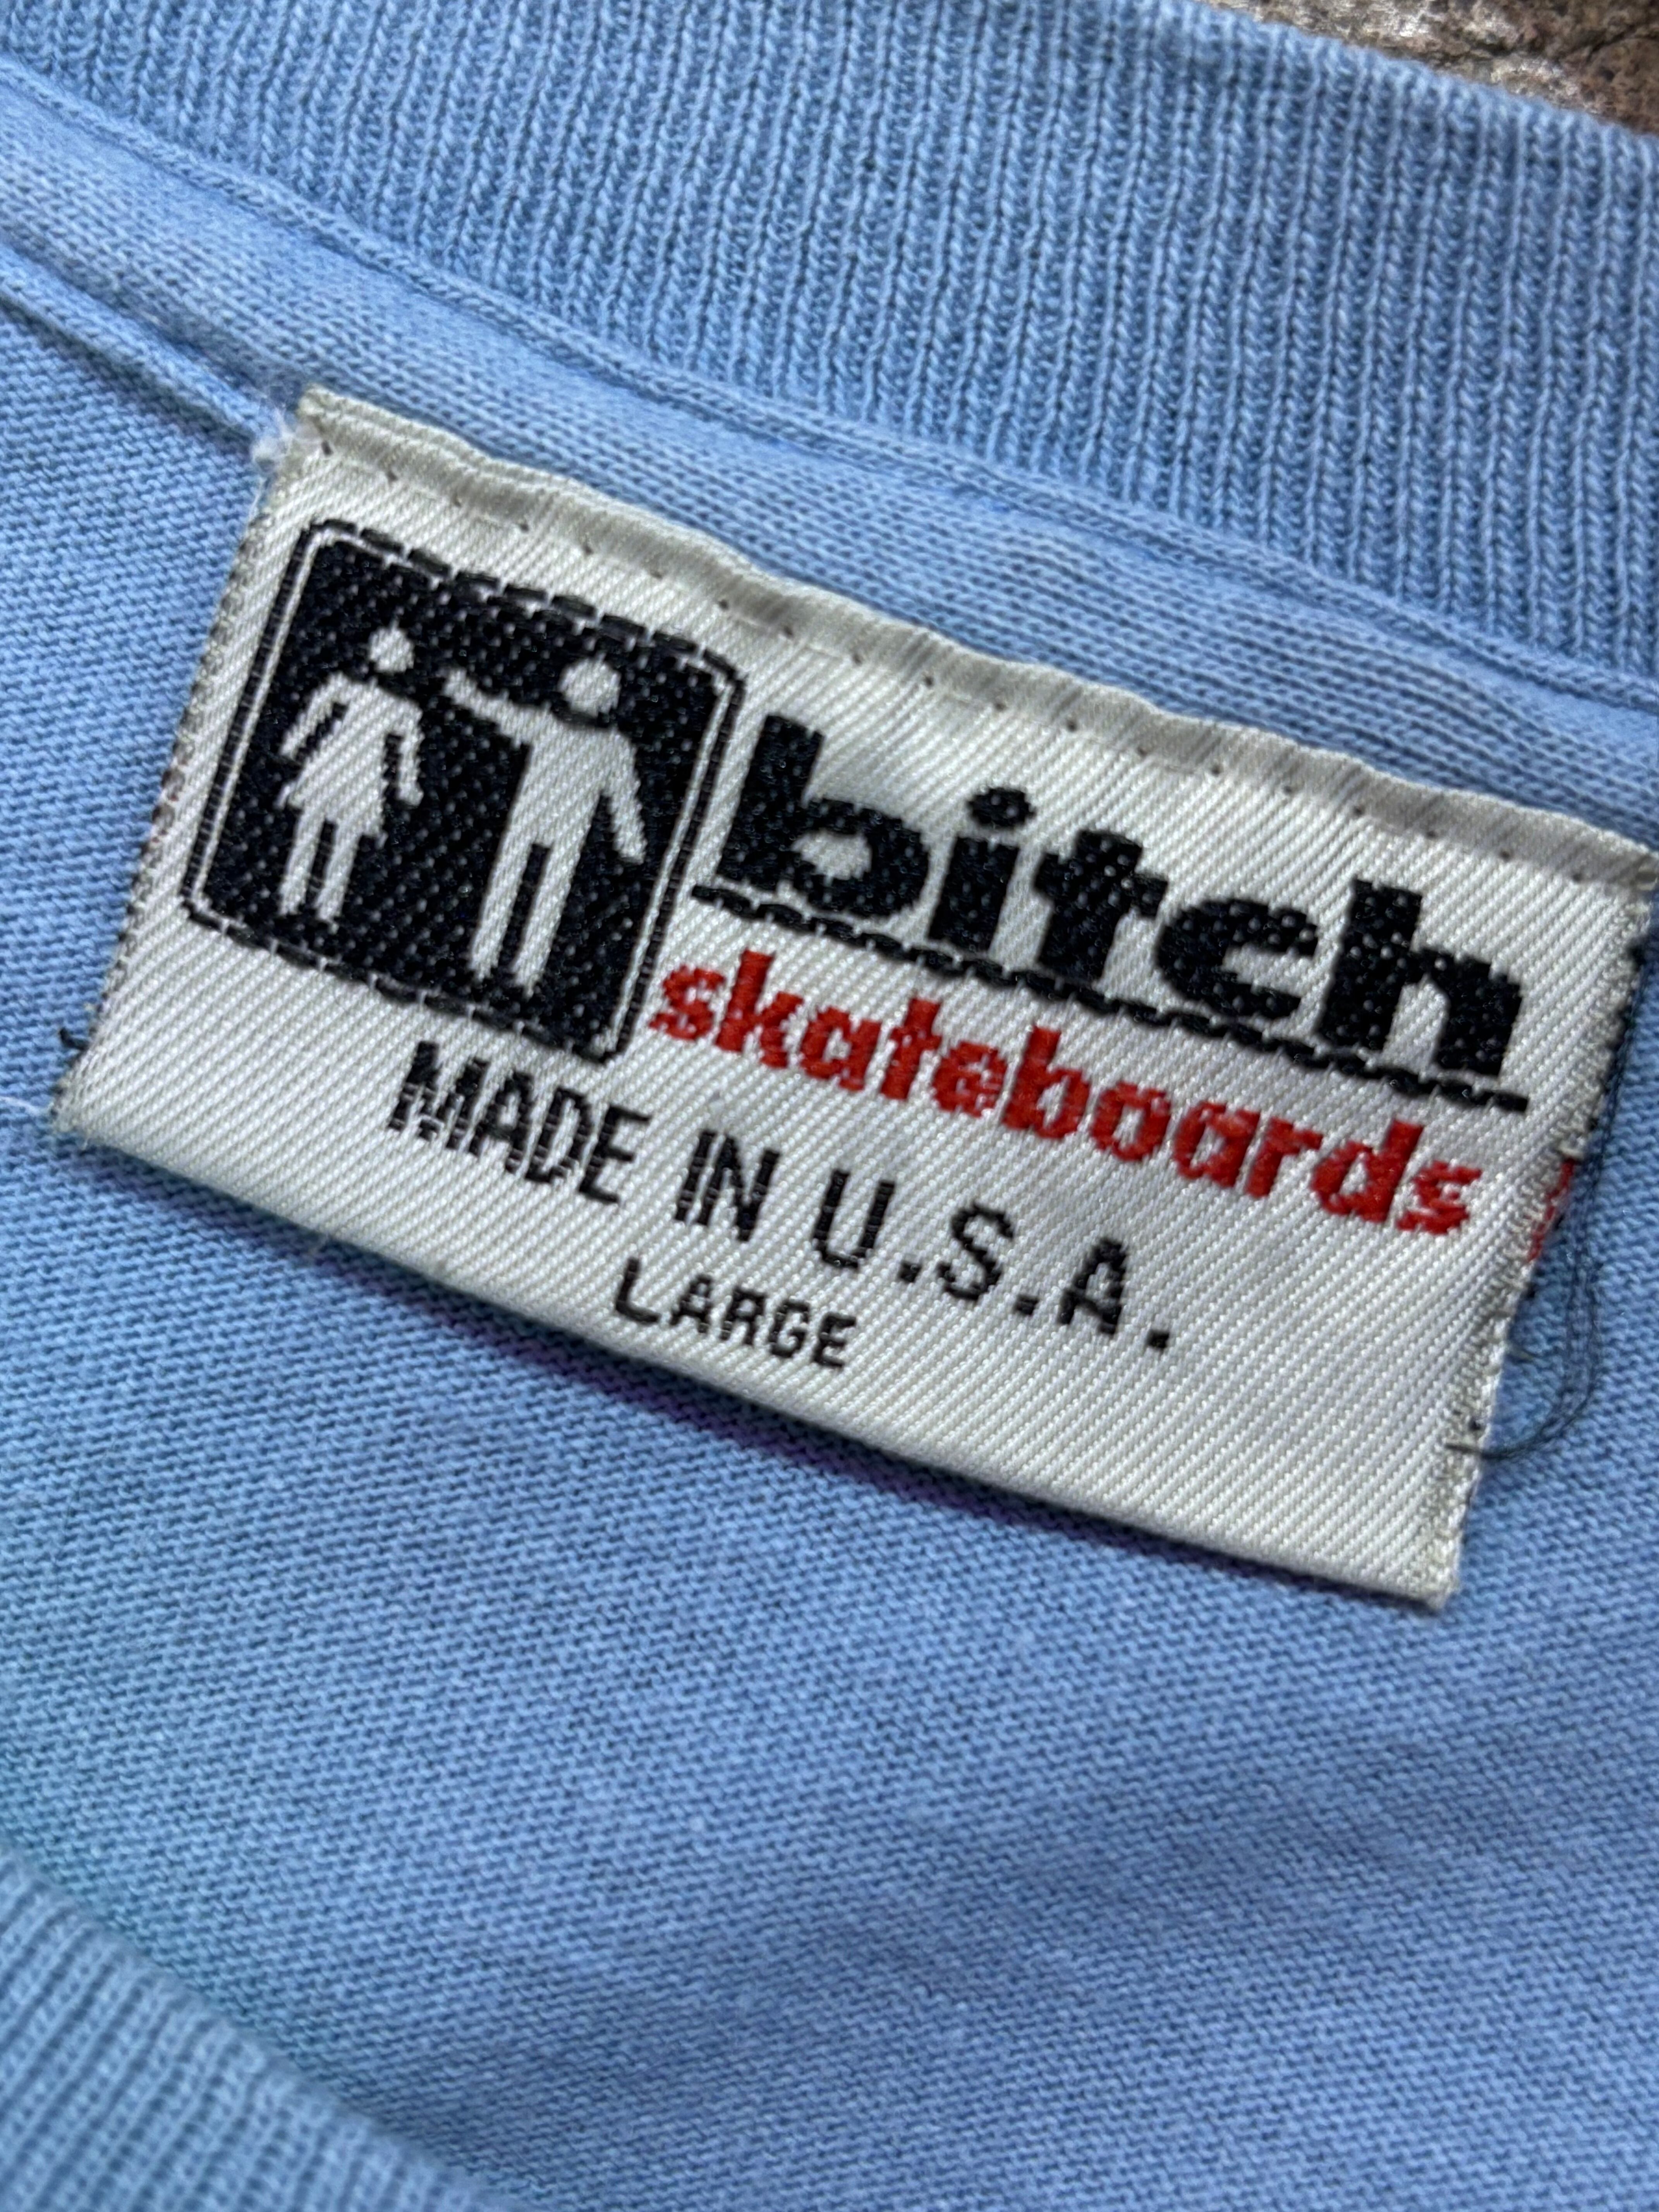 bitch
skateboards
MADE IN U.S.A.
LARGE